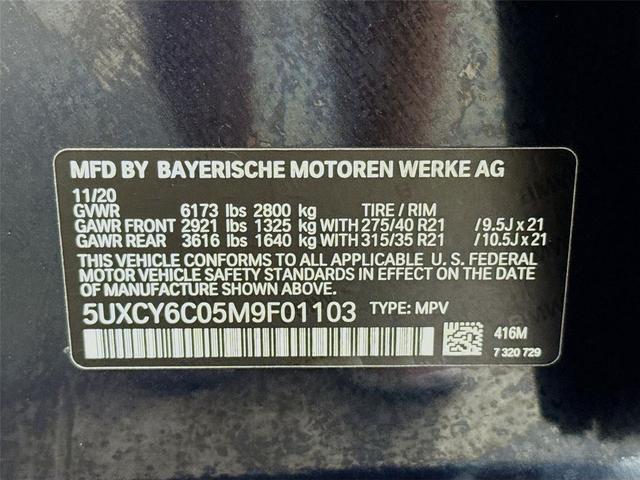 MFD BY BAYERISCHE MOTOREN WERKE AG
11/20
GVWR 6173 lbs 2800 kg TIRE / RIM
GAWR FRONT 2921 lbs 1325 kg WITH 275/40 R21 / 9.5J x 21
GAWR REAR 3616 lbs 1640 kg WITH 315/35 R21 / 10.5J x 21
THIS VEHICLE CONFORMS TO ALL APPLICABLE U. S. FEDERAL
MOTOR VEHICLE SAFETY STANDARDS IN EFFECT ON THE DATE
OF MANUFACTURE SHOWN ABOVE.
5UXCY6C05M9F01103 TYPE: MPV
416M
7 320 729